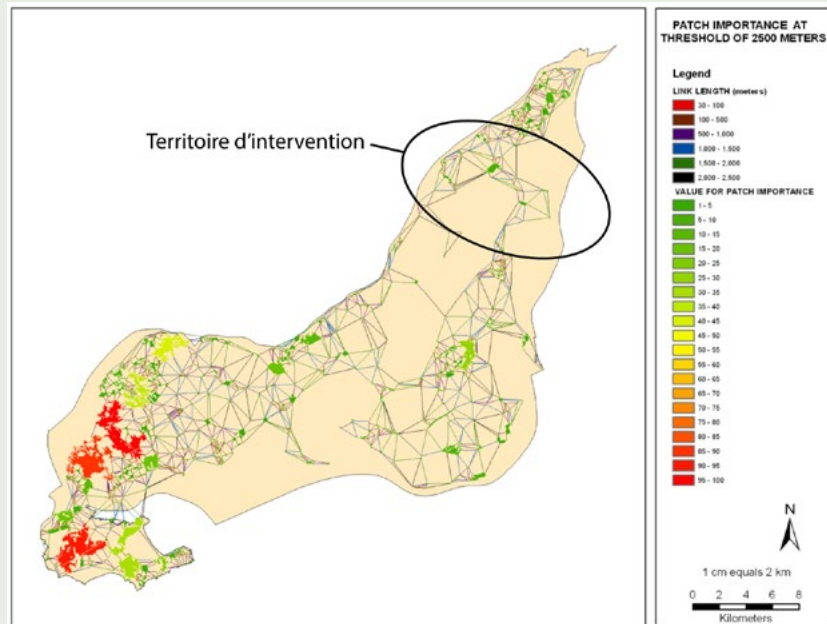 Territoire d'intervention
PATCH IMPORTANCE AT
THRESHOLD OF 2500 METERS
Legend
LINK LENGTH (meters)
30 - 100
100 - 500
500 - 1,000
1,000 - 1,500
1,500 - 2,000
2,000 - 2,500
VALUE FOR PATCH IMPORTANCE
1 - 5
5 - 10
10 - 15
15 - 20
20 - 25
25 - 30
30 - 35
35 - 40
40 - 45
45 - 50
50 - 55
55 - 60
60 - 65
65 - 70
70 - 75
75 - 80
80 - 85
85 - 90
90 - 95
95 - 100
N
1 cm equals 2 km
0 2 4 6 8
Kilometers